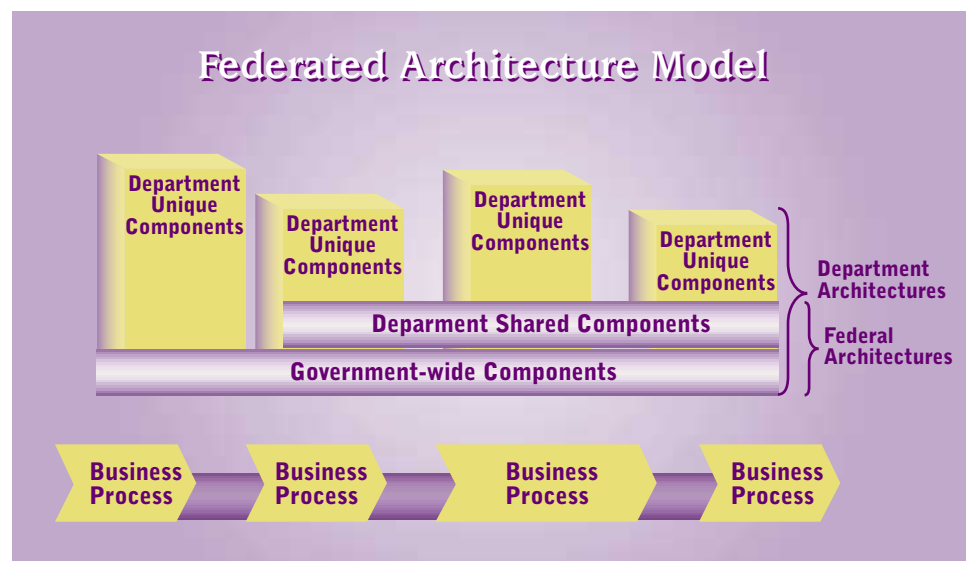 Federated Architecture Model
Department
Unique
Components
Department
Unique
Components
Department
Unique
Components
Department
Unique
Components
Department
Architectures
Deparment Shared Components
Federal
Architectures
Government-wide Components
Business
Process
Business
Process
Business
Process
Business
Process